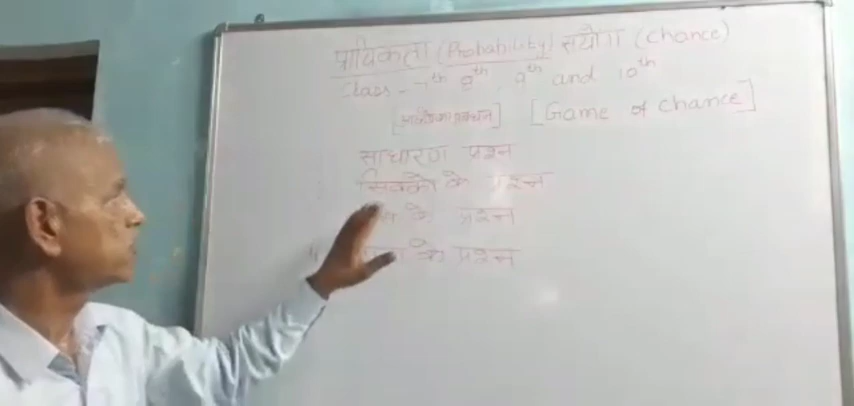 प्रायिकता (Probability) संयोग (Chance)
Class - 7th 8th, 9th and 10th
[Game of chance]
साधारण प्रश्न
सिक्को के प्रश्न
के प्रश्न
के प्रश्न